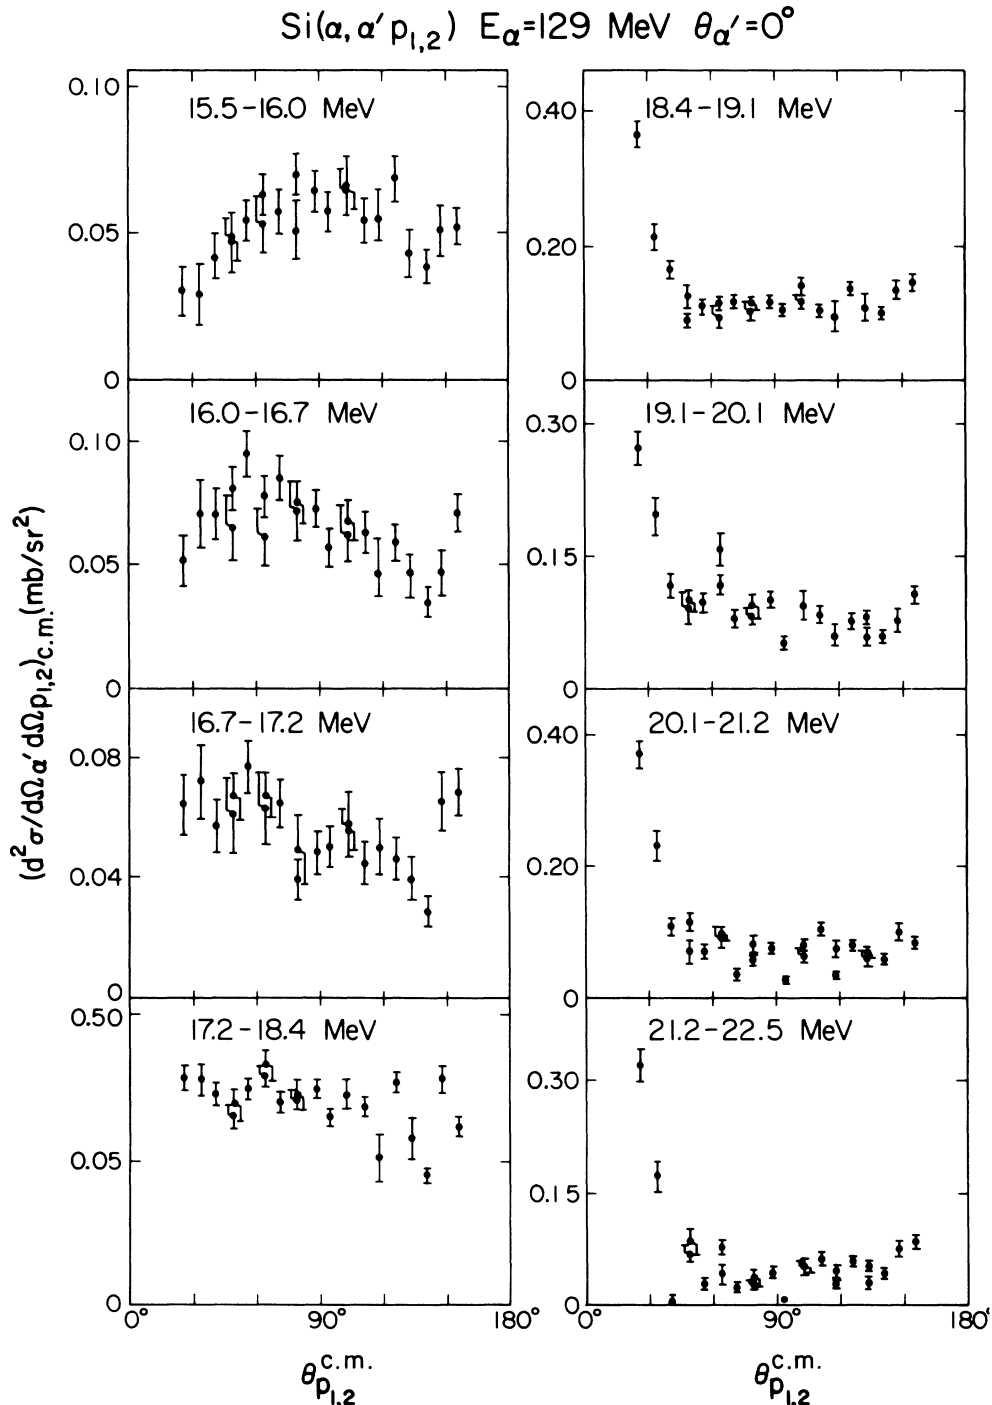 Si(α, α′p1,2) Eα=129 MeV θα′=0°
(d²σ/dΩα′dΩp1,2)c.m.(mb/sr²)
15.5–16.0 MeV
0.10
0.05
0
16.0–16.7 MeV
0.10
0.05
0
16.7–17.2 MeV
0.08
0.04
0
17.2–18.4 MeV
0.50
0.05
0
0° 90° 180°
θp1,2 c.m.
18.4–19.1 MeV
0.40
0.20
0
19.1–20.1 MeV
0.30
0.15
0
20.1–21.2 MeV
0.40
0.20
0
21.2–22.5 MeV
0.30
0.15
0
0° 90° 180°
θp1,2 c.m.